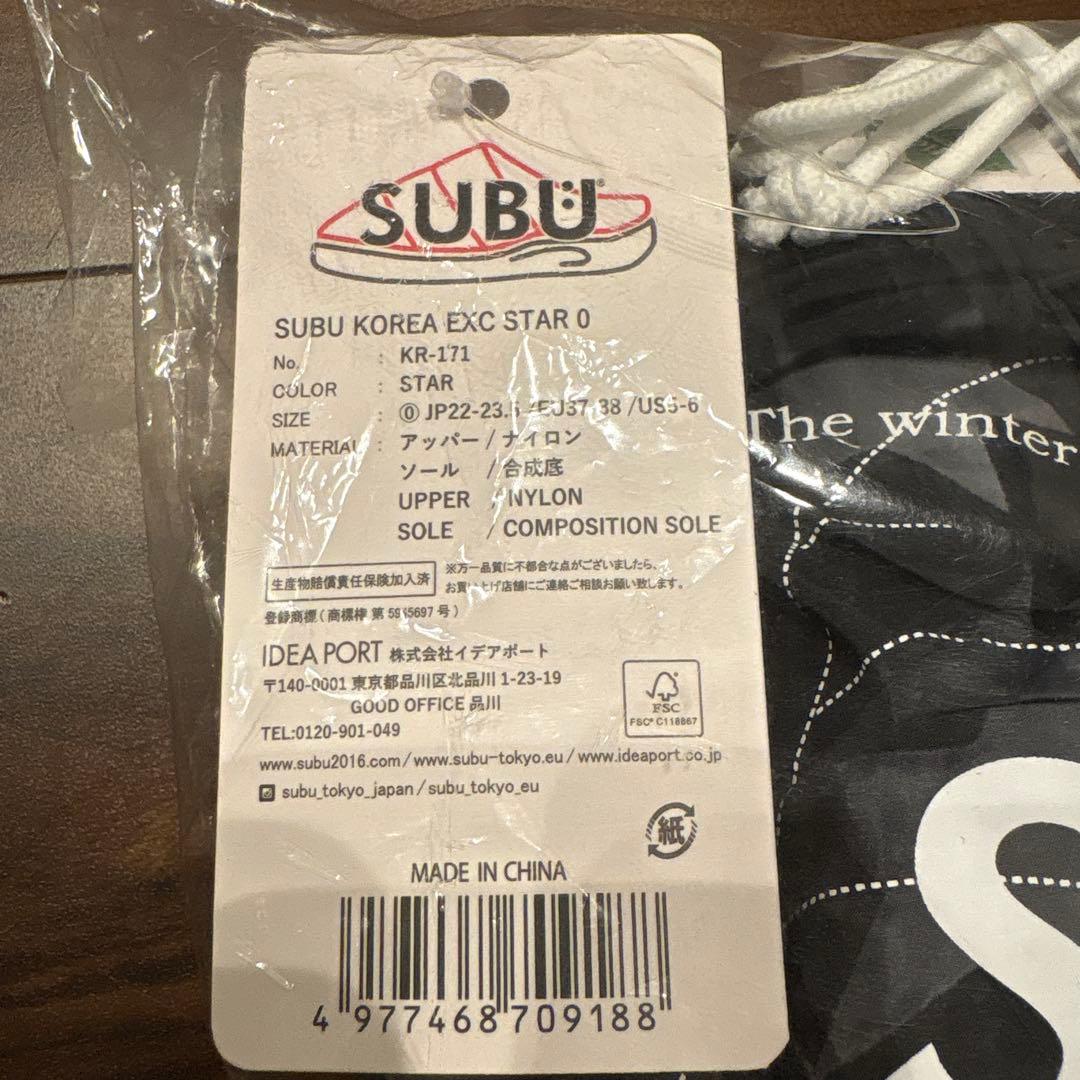 SUBU®
SUBU KOREA EXC STAR 0
No. : KR-171
COLOR : STAR
SIZE : ⓪ JP22-23.5 /EU37-38 /US5-6
MATERIAL : アッパー / ナイロン
ソール / 合成底
UPPER / NYLON
SOLE / COMPOSITION SOLE
生産物賠償責任保険加入済
※万一品質に不都合な点がございましたら、
お買い上げ店舗にご連絡ご相談お願い致します。
登録商標(商標権 第5945697号)
IDEA PORT 株式会社イデアポート
〒140-0001 東京都品川区北品川 1-23-19
GOOD OFFICE 品川
TEL:0120-901-049
FSC
FSC® C118867
www.subu2016.com / www.subu-tokyo.eu / www.ideaport.co.jp
subu_tokyo_japan / subu_tokyo_eu
紙
MADE IN CHINA
4 977468 709188
The winter
S